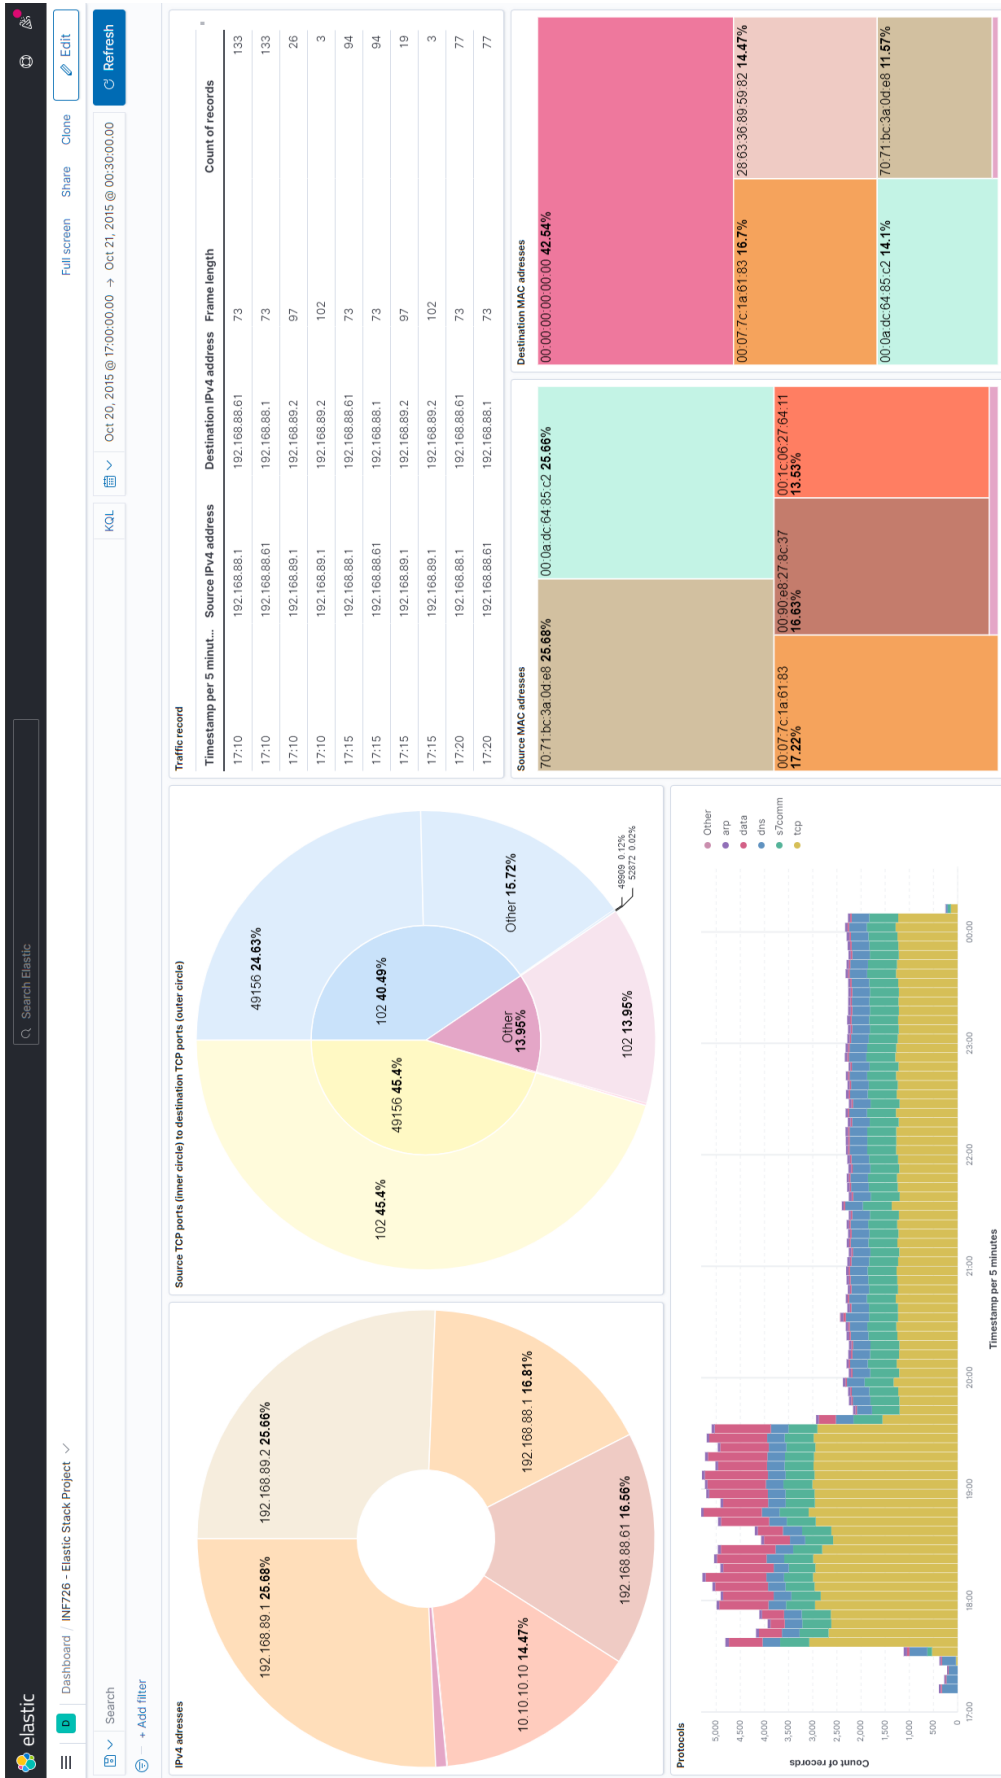 elastic
Search Elastic
D
Dashboard / INF726 - Elastic Stack Project
Full screen
Share
Clone
Edit
Search
KQL
Oct 20, 2015 @ 17:00:00.00 → Oct 21, 2015 @ 00:30:00.00
Refresh
+ Add filter
IPv4 adresses
192.168.89.1 25.68%
192.168.89.2 25.66%
192.168.88.1 16.81%
192.168.88.61 16.56%
10.10.10.10 14.47%
Source TCP ports (inner circle) to destination TCP ports (outer circle)
49156 24.63%
102 40.49%
Other 15.72%
49909 0.12%
52872 0.02%
Other
13.95%
102 13.95%
49156 45.4%
102 45.4%
Traffic record
Timestamp per 5 minut... Source IPv4 address Destination IPv4 address Frame length Count of records
17:10 192.168.88.1 192.168.88.61 73 133
17:10 192.168.88.61 192.168.88.1 73 133
17:10 192.168.89.1 192.168.89.2 97 26
17:10 192.168.89.1 192.168.89.2 102 3
17:15 192.168.88.1 192.168.88.61 73 94
17:15 192.168.88.61 192.168.88.1 73 94
17:15 192.168.89.1 192.168.89.2 97 19
17:15 192.168.89.1 192.168.89.2 102 3
17:20 192.168.88.1 192.168.88.61 73 77
17:20 192.168.88.61 192.168.88.1 73 77
Protocols
Count of records
5,000
4,500
4,000
3,500
3,000
2,500
2,000
1,500
1,000
500
0
17:00
18:00
19:00
20:00
21:00
22:00
23:00
00:00
Timestamp per 5 minutes
Other
arp
data
dns
s7comm
tcp
Source MAC adresses
70:71:bc:3a:0d:e8 25.68%
00:0a:dc:64:85:c2 25.66%
00:07:7c:1a:61:83
17.22%
00:90:e8:27:8c:37
16.63%
00:1c:06:27:64:11
13.53%
Destination MAC adresses
00:00:00:00:00:00 42.54%
00:07:7c:1a:61:83 16.7%
28:63:36:89:59:82 14.47%
00:0a:dc:64:85:c2 14.1%
70:71:bc:3a:0d:e8 11.57%